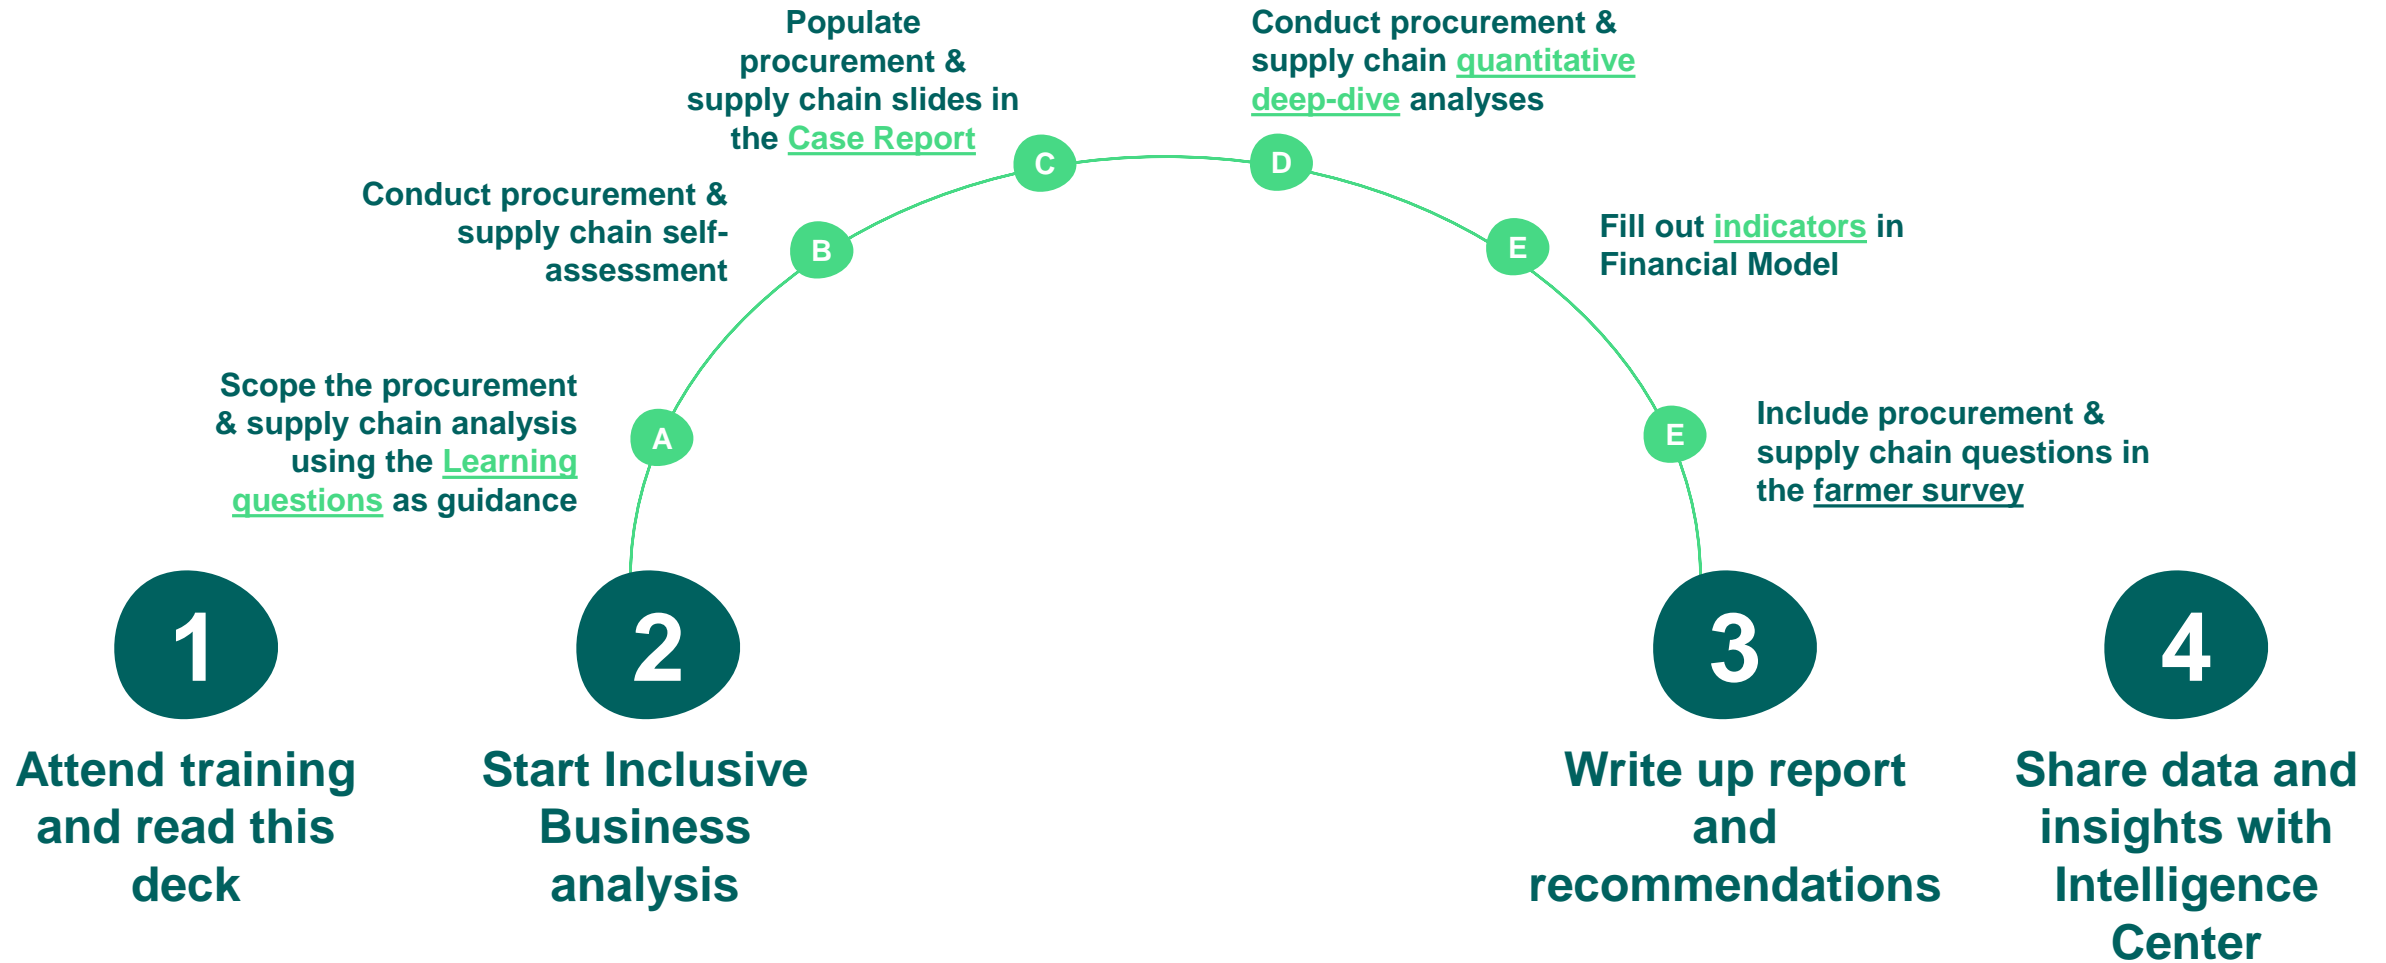 Populate
procurement &
supply chain slides in
the Case Report
Conduct procurement &
supply chain quantitative
deep-dive analyses
C
D
Conduct procurement &
supply chain self-
assessment
B
E
Fill out indicators in
Financial Model
Scope the procurement
& supply chain analysis
using the Learning
questions as guidance
A
E
Include procurement &
supply chain questions in
the farmer survey
1
Attend training
and read this
deck
2
Start Inclusive
Business
analysis
3
Write up report
and
recommendations
4
Share data and
insights with
Intelligence
Center